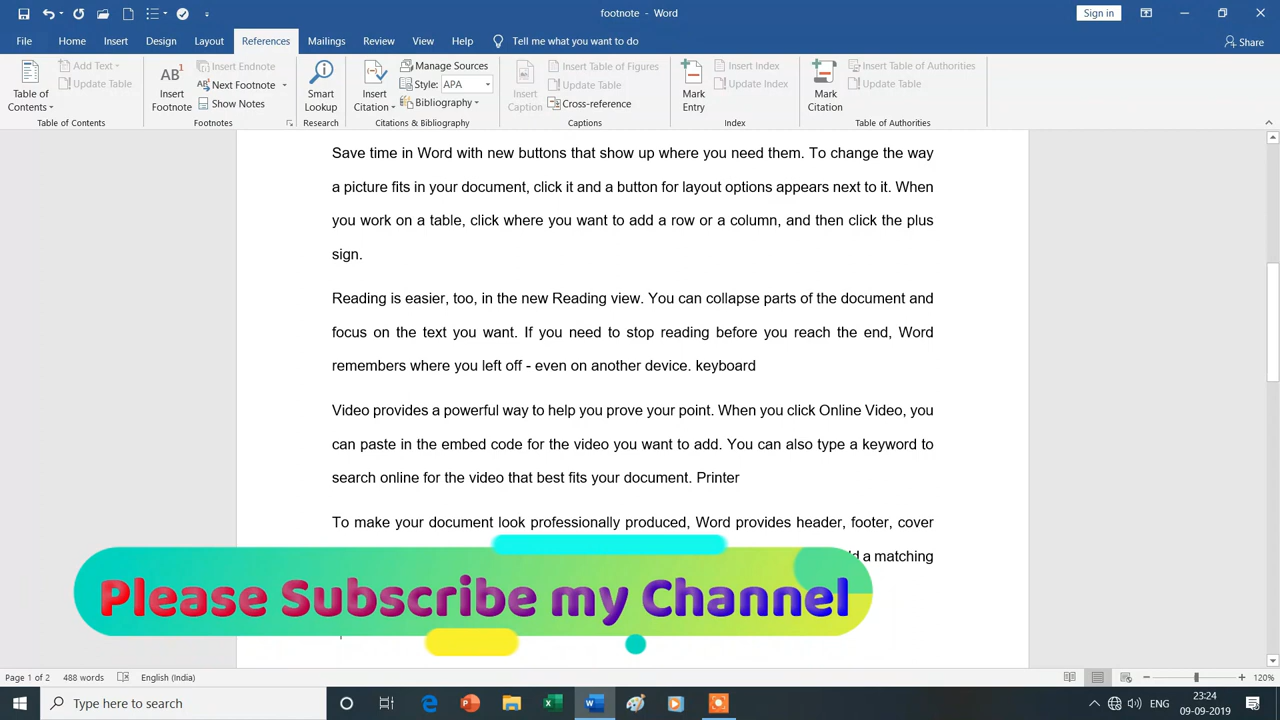 footnote - Word
Sign in
File Home Insert Design Layout References Mailings Review View Help Tell me what you want to do Share
Table of Contents
Add Text
Update Table
Table of Contents
AB1 Insert Footnote
Insert Endnote
Next Footnote
Show Notes
Footnotes
Smart Lookup
Research
Insert Citation
Manage Sources
Style: APA
Bibliography
Citations & Bibliography
Insert Caption
Insert Table of Figures
Update Table
Cross-reference
Captions
Mark Entry
Insert Index
Update Index
Index
Mark Citation
Insert Table of Authorities
Update Table
Table of Authorities
Save time in Word with new buttons that show up where you need them. To change the way
a picture fits in your document, click it and a button for layout options appears next to it. When
you work on a table, click where you want to add a row or a column, and then click the plus
sign.
Reading is easier, too, in the new Reading view. You can collapse parts of the document and
focus on the text you want. If you need to stop reading before you reach the end, Word
remembers where you left off - even on another device. keyboard
Video provides a powerful way to help you prove your point. When you click Online Video, you
can paste in the embed code for the video you want to add. You can also type a keyword to
search online for the video that best fits your document. Printer
To make your document look professionally produced, Word provides header, footer, cover
a matching
Please Subscribe my Channel
Page 1 of 2 488 words English (India) 120%
Type here to search
ENG
23:24
09-09-2019